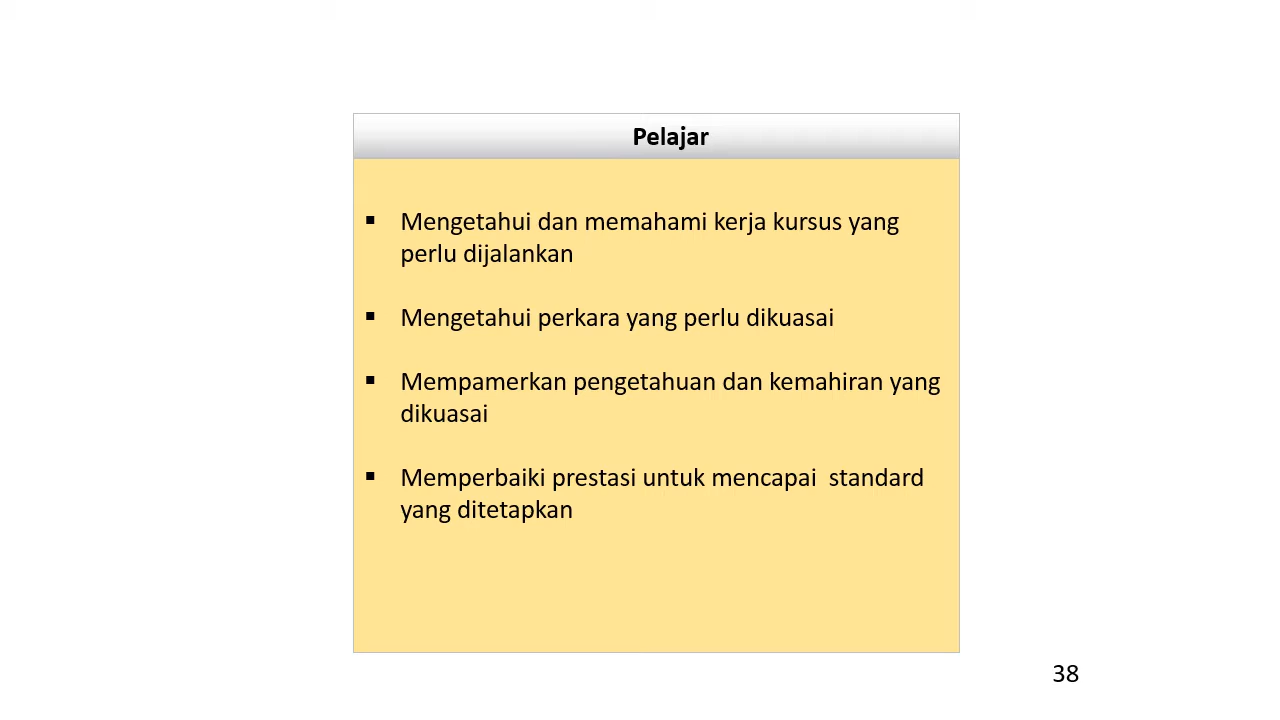 Pelajar
▪ Mengetahui dan memahami kerja kursus yang
perlu dijalankan
▪ Mengetahui perkara yang perlu dikuasai
▪ Mempamerkan pengetahuan dan kemahiran yang
dikuasai
▪ Memperbaiki prestasi untuk mencapai  standard
yang ditetapkan
38